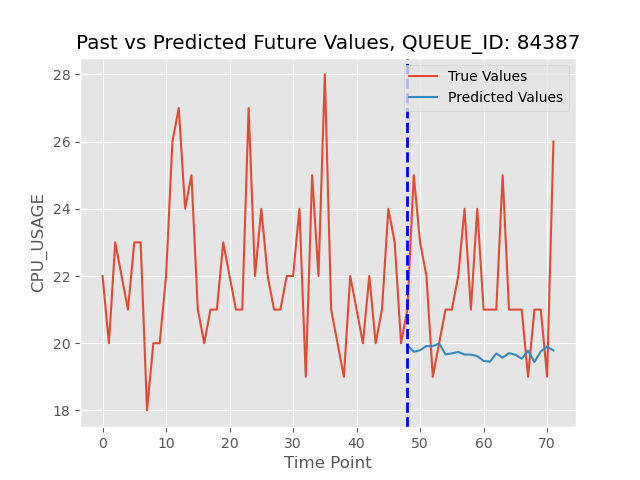 Past vs Predicted Future Values, QUEUE_ID: 84387
True Values
Predicted Values
CPU_USAGE
28
26
24
22
20
18
0 10 20 30 40 50 60 70
Time Point